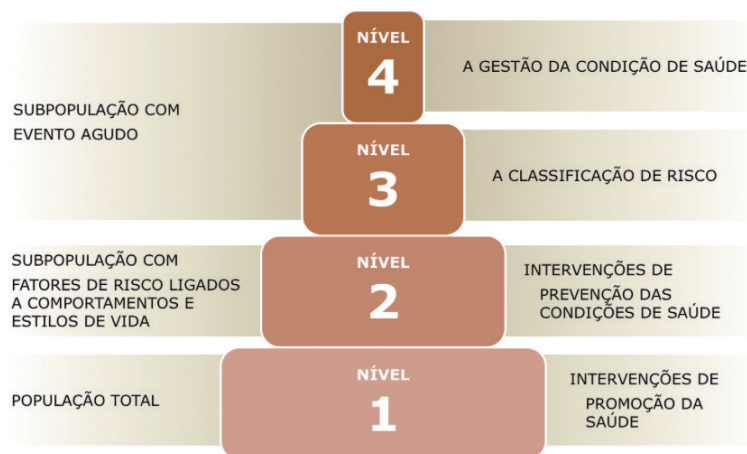 NÍVEL
4
A GESTÃO DA CONDIÇÃO DE SAÚDE
SUBPOPULAÇÃO COM
EVENTO AGUDO
NÍVEL
3
A CLASSIFICAÇÃO DE RISCO
SUBPOPULAÇÃO COM
FATORES DE RISCO LIGADOS
A COMPORTAMENTOS E
ESTILOS DE VIDA
NÍVEL
2
INTERVENÇÕES DE
PREVENÇÃO DAS
CONDIÇÕES DE SAÚDE
POPULAÇÃO TOTAL
NÍVEL
1
INTERVENÇÕES DE
PROMOÇÃO DA
SAÚDE